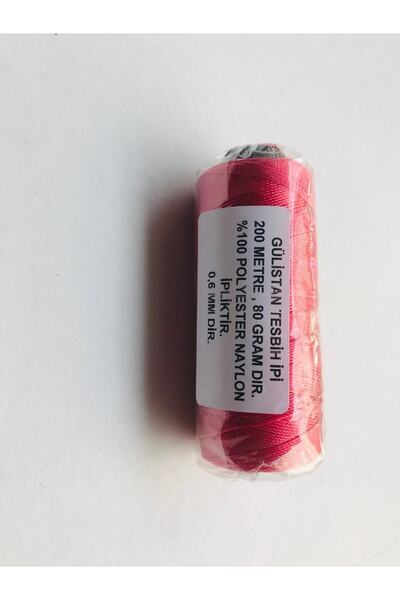 GÜLİSTAN TESBİH İPİ
200 METRE , 80 GRAM DIR.
%100 POLYESTER NAYLON
İPLİKTİR.
0,6 MM DİR.